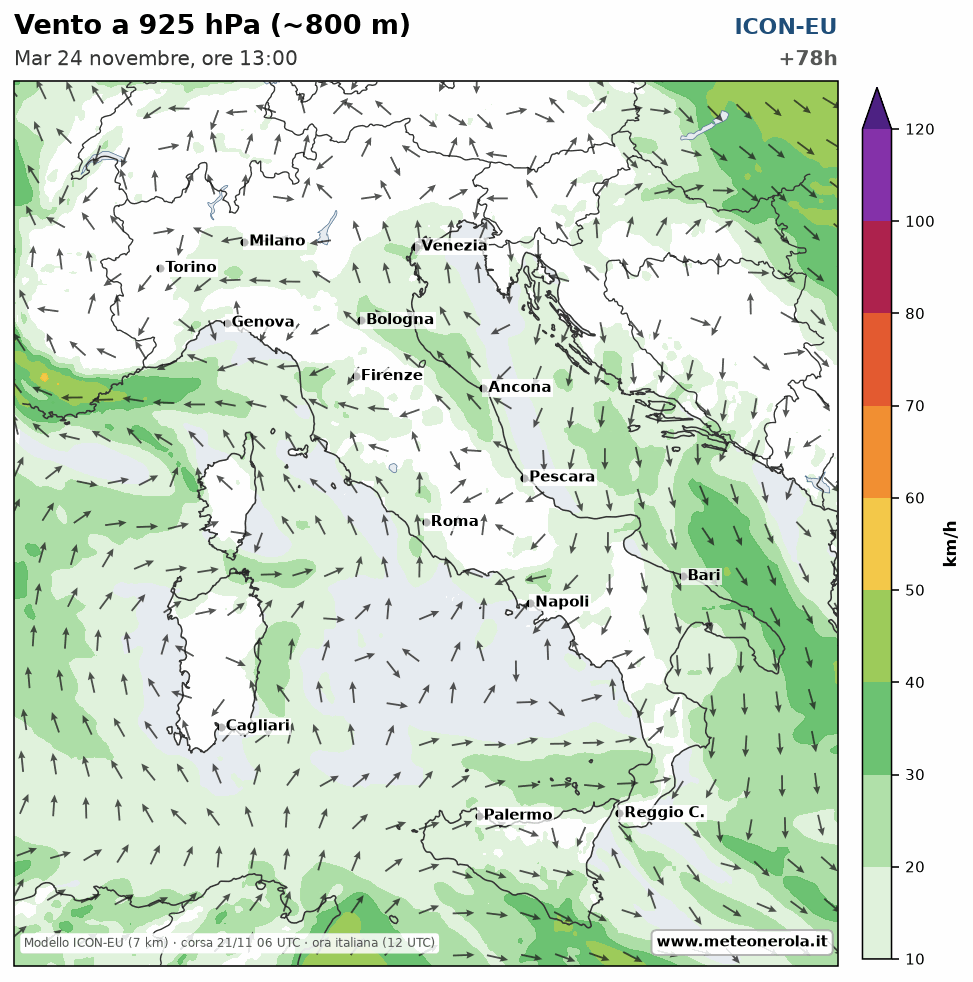 Vento a 925 hPa (~800 m)
ICON-EU
Mar 24 novembre, ore 13:00
+78h
Milano
Venezia
Torino
Genova
Bologna
Firenze
Ancona
Pescara
Roma
Bari
Napoli
Cagliari
Palermo
Reggio C.
120
100
80
70
60
50
40
30
20
10
km/h
Modello ICON-EU (7 km) · corsa 21/11 06 UTC · ora italiana (12 UTC)
www.meteonerola.it